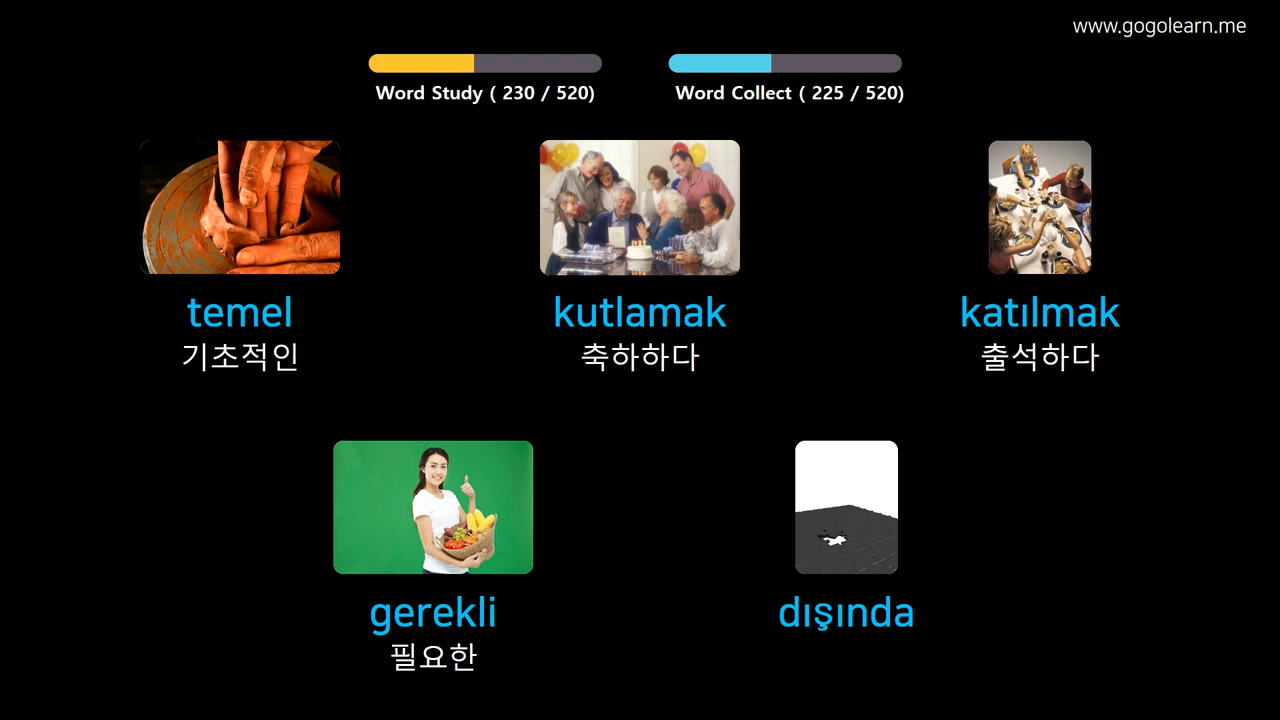 www.gogolearn.me
Word Study ( 230 / 520)
Word Collect ( 225 / 520)
temel
기초적인
kutlamak
축하하다
katılmak
출석하다
gerekli
필요한
dışında